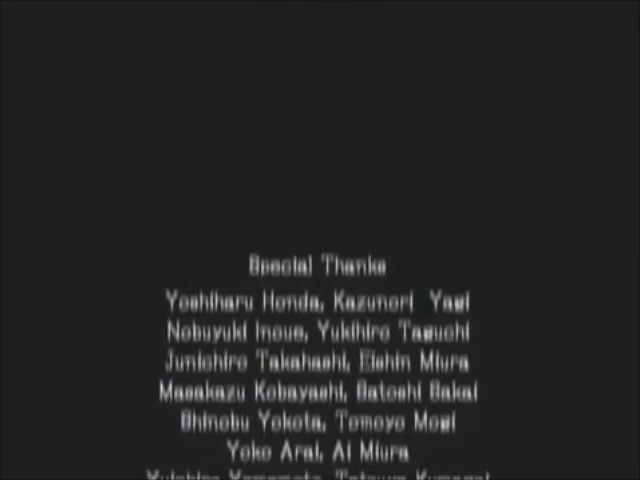 Special Thanks
Yoshiharu Honda, Kazunori Yagi
Nobuyuki Inoue, Yukihiro Taguchi
Junichiro Takahashi, Eishin Miura
Masakazu Kobayashi, Satoshi Sakai
Shinobu Yokota, Tomoyo Mogi
Yoko Arai, Ai Miura